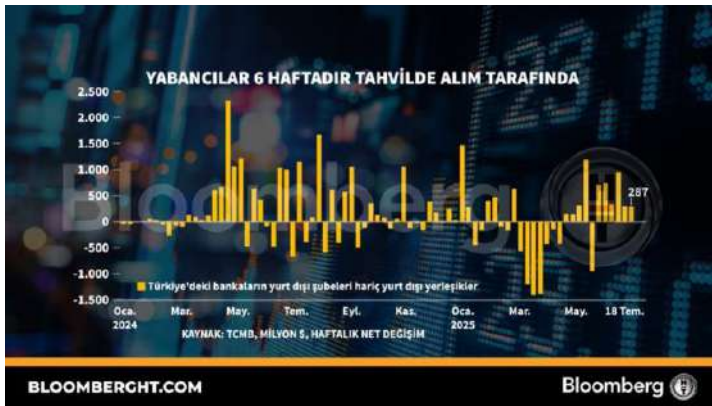 YABANCILAR 6 HAFTADIR TAHVİLDE ALIM TARAFINDA
2.500
2.000
1.500
1.000
500
0
-500
-1.000
-1.500
287
Bloomberg
Türkiye'deki bankaların yurt dışı şubeleri hariç yurt dışı yerleşikler
Oca. Mar. May. Tem. Eyl. Kas. Oca. Mar. May. 18 Tem.
2024 2025
KAYNAK: TCMB, MİLYON $, HAFTALIK NET DEĞİŞİM
BLOOMBERGHT.COM
Bloomberg HT